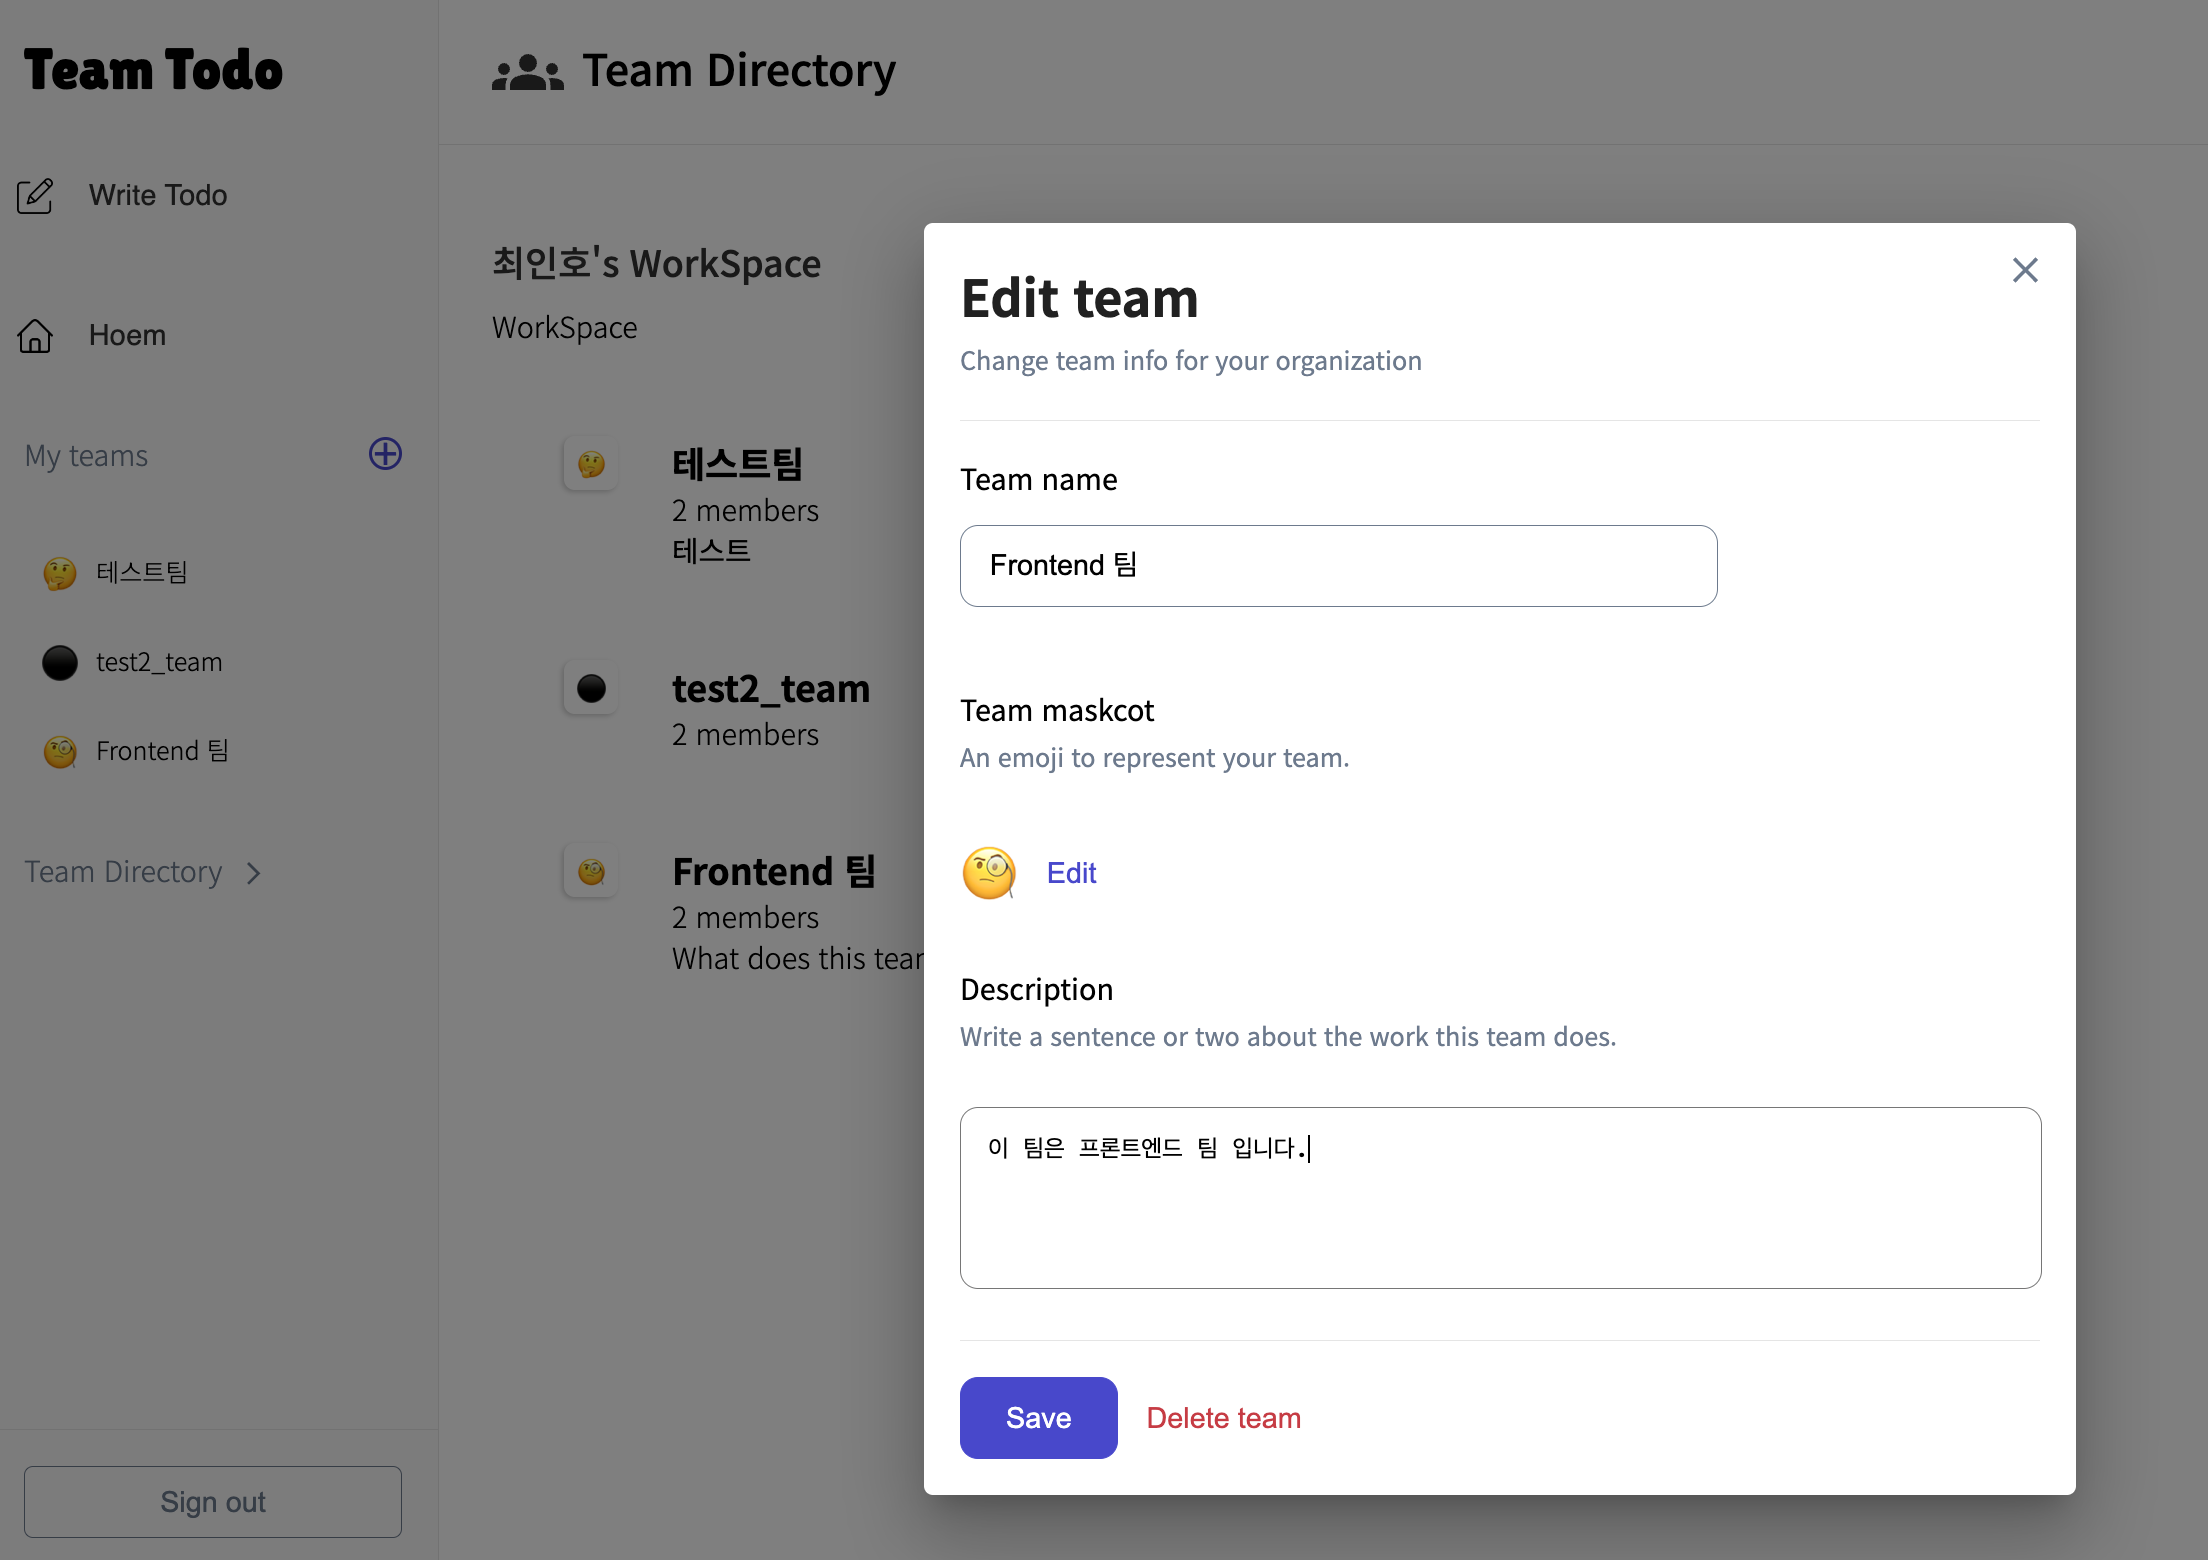 Team Todo
Write Todo
Hoem
My teams
테스트팀
test2_team
Frontend 팀
Team Directory
Sign out
Team Directory
최인호's WorkSpace
WorkSpace
테스트팀
2 members
테스트
test2_team
2 members
Frontend 팀
2 members
What does this tear
Edit team
Change team info for your organization
Team name
Frontend 팀
Team maskcot
An emoji to represent your team.
Edit
Description
Write a sentence or two about the work this team does.
이 팀은 프론트엔드 팀 입니다.
Save
Delete team